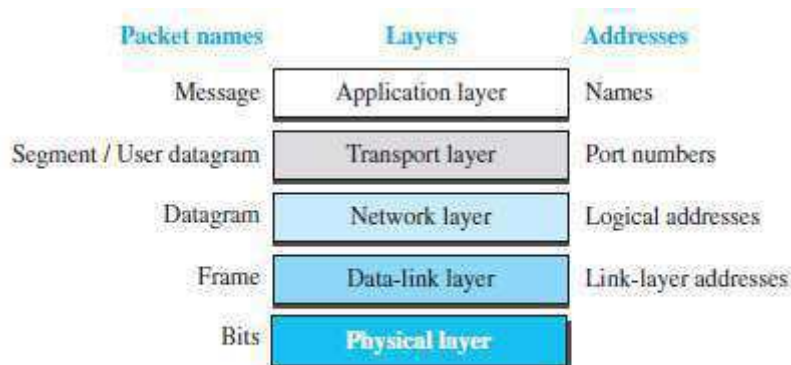 Packet names Layers Addresses
Message Application layer Names
Segment / User datagram Transport layer Port numbers
Datagram Network layer Logical addresses
Frame Data-link layer Link-layer addresses
Bits Physical layer